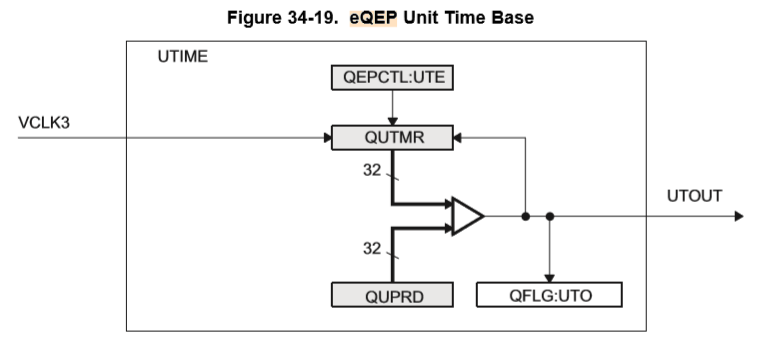 Figure 34-19. eQEP Unit Time Base
UTIME
QEPCTL:UTE
VCLK3
QUTMR
32
UTOUT
32
QUPRD
QFLG:UTO